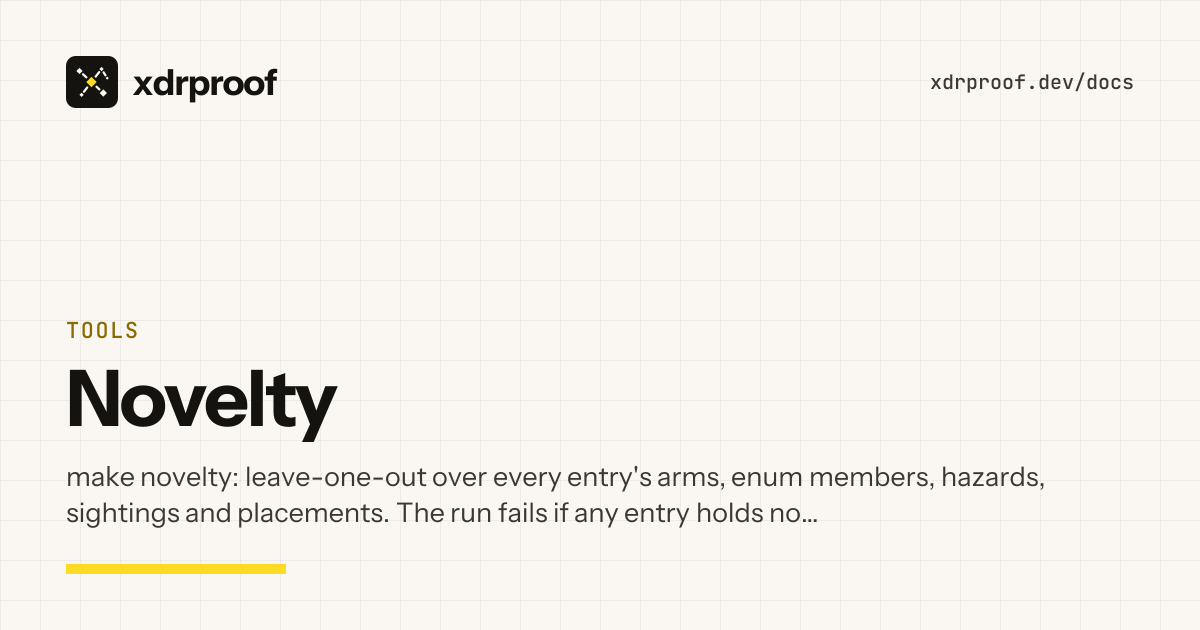 xdrproof
xdrproof.dev/docs
TOOLS
Novelty
make novelty: leave-one-out over every entry's arms, enum members, hazards,
sightings and placements. The run fails if any entry holds no...